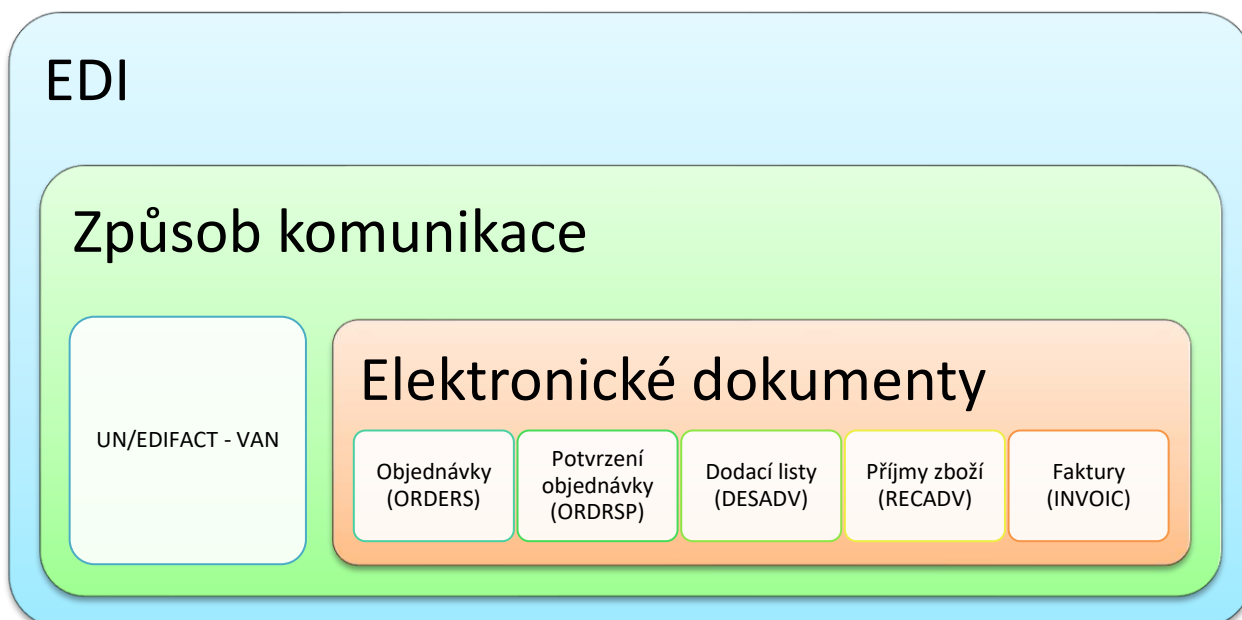 EDI
Způsob komunikace
UN/EDIFACT - VAN
Elektronické dokumenty
Objednávky
(ORDERS)
Potvrzení
objednávky
(ORDRSP)
Dodací listy
(DESADV)
Příjmy zboží
(RECADV)
Faktury
(INVOIC)